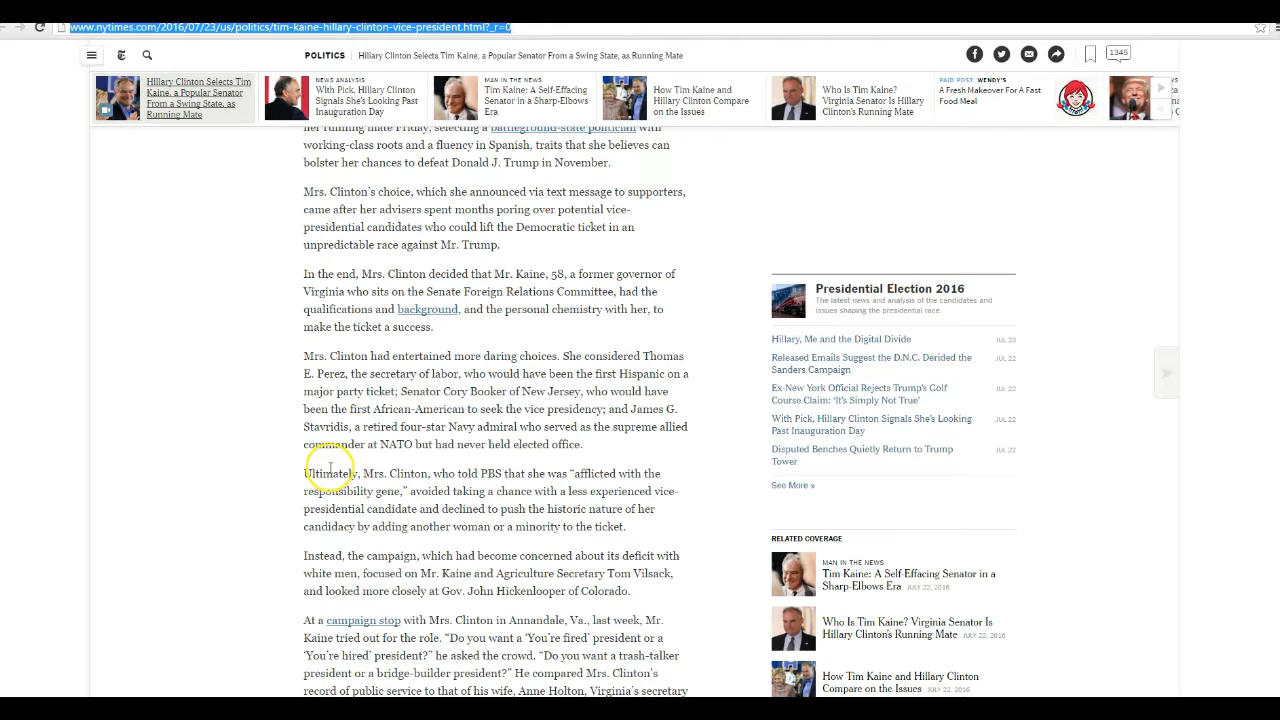 www.nytimes.com/2016/07/23/us/politics/tim-kaine-hillary-clinton-vice-president.html?_r=0
POLITICS | Hillary Clinton Selects Tim Kaine, a Popular Senator From a Swing State, as Running Mate
1345
Hillary Clinton Selects Tim
Kaine, a Popular Senator
From a Swing State, as
Running Mate
NEWS ANALYSIS
With Pick, Hillary Clinton
Signals She's Looking Past
Inauguration Day
MAN IN THE NEWS
Tim Kaine: A Self-Effacing
Senator in a Sharp-Elbows
Era
How Tim Kaine and
Hillary Clinton Compare
on the Issues
Who Is Tim Kaine?
Virginia Senator Is Hillary
Clinton's Running Mate
PAID POST: WENDY'S
A Fresh Makeover For A Fast
Food Meal
her running mate Friday, selecting a battleground-state politician with
working-class roots and a fluency in Spanish, traits that she believes can
bolster her chances to defeat Donald J. Trump in November.
Mrs. Clinton's choice, which she announced via text message to supporters,
came after her advisers spent months poring over potential vice-
presidential candidates who could lift the Democratic ticket in an
unpredictable race against Mr. Trump.
In the end, Mrs. Clinton decided that Mr. Kaine, 58, a former governor of
Virginia who sits on the Senate Foreign Relations Committee, had the
qualifications and background, and the personal chemistry with her, to
make the ticket a success.
Mrs. Clinton had entertained more daring choices. She considered Thomas
E. Perez, the secretary of labor, who would have been the first Hispanic on a
major party ticket; Senator Cory Booker of New Jersey, who would have
been the first African-American to seek the vice presidency; and James G.
Stavridis, a retired four-star Navy admiral who served as the supreme allied
commander at NATO but had never held elected office.
Ultimately, Mrs. Clinton, who told PBS that she was “afflicted with the
responsibility gene,” avoided taking a chance with a less experienced vice-
presidential candidate and declined to push the historic nature of her
candidacy by adding another woman or a minority to the ticket.
Instead, the campaign, which had become concerned about its deficit with
white men, focused on Mr. Kaine and Agriculture Secretary Tom Vilsack,
and looked more closely at Gov. John Hickenlooper of Colorado.
At a campaign stop with Mrs. Clinton in Annandale, Va., last week, Mr.
Kaine tried out for the role. “Do you want a ‘You're fired’ president or a
‘You're hired’ president?” he asked the crowd. “Do you want a trash-talker
president or a bridge-builder president?” He compared Mrs. Clinton's
record of public service to that of his wife, Anne Holton, Virginia's secretary
Presidential Election 2016
The latest news and analysis of the candidates and
issues shaping the presidential race.
Hillary, Me and the Digital Divide JUL 23
Released Emails Suggest the D.N.C. Derided the JUL 22
Sanders Campaign
Ex-New York Official Rejects Trump's Golf JUL 22
Course Claim: ‘It's Simply Not True’
With Pick, Hillary Clinton Signals She's Looking JUL 22
Past Inauguration Day
Disputed Benches Quietly Return to Trump JUL 22
Tower
See More »
RELATED COVERAGE
MAN IN THE NEWS
Tim Kaine: A Self-Effacing Senator in a
Sharp-Elbows Era JULY 22, 2016
Who Is Tim Kaine? Virginia Senator Is
Hillary Clinton's Running Mate JULY 22, 2016
How Tim Kaine and Hillary Clinton
Compare on the Issues JULY 22, 2016